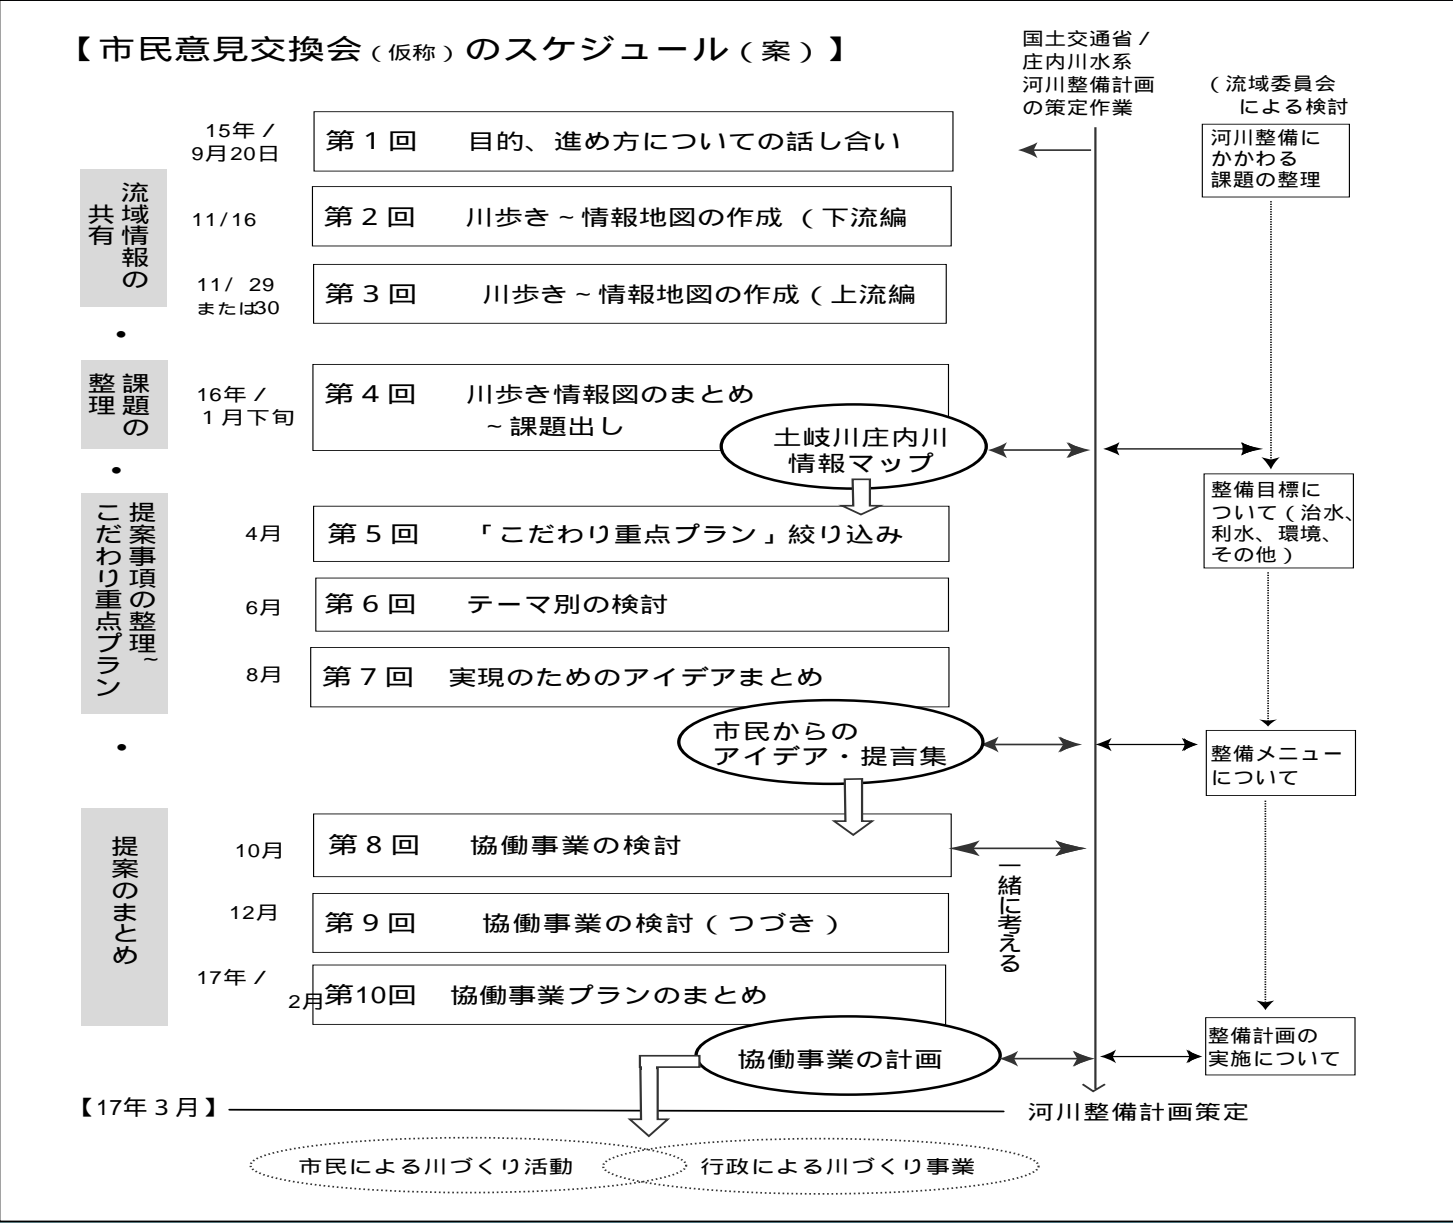 【市民意見交換会（仮称）のスケジュール（案）】
国土交通省／
庄内川水系
河川整備計画
の策定作業
（流域委員会
による検討
15年／
9月20日
第１回　目的、進め方についての話し合い
河川整備に
かかわる
課題の整理
流域情報の
共有
11/16
第２回　川歩き~情報地図の作成（下流編
11/ 29
または30
第３回　川歩き~情報地図の作成（上流編
・
課題の
整理
16年／
１月下旬
第４回　川歩き情報図のまとめ
~課題出し
土岐川庄内川
情報マップ
・
整備目標に
ついて（治水、
利水、環境、
その他）
提案事項の整理~
こだわり重点プラン
4月
第５回　「こだわり重点プラン」絞り込み
6月
第６回　テーマ別の検討
8月
第７回　実現のためのアイデアまとめ
市民からの
アイデア・提言集
・
整備メニュー
について
提案のまとめ
10月
第８回　協働事業の検討
一緒に考える
12月
第９回　協働事業の検討（つづき）
17年／
2月
第10回　協働事業プランのまとめ
協働事業の計画
整備計画の
実施について
【17年３月】
河川整備計画策定
市民による川づくり活動
行政による川づくり事業